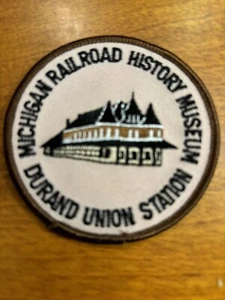 MICHIGAN RAILROAD HISTORY MUSEUM
DURAND UNION STATION